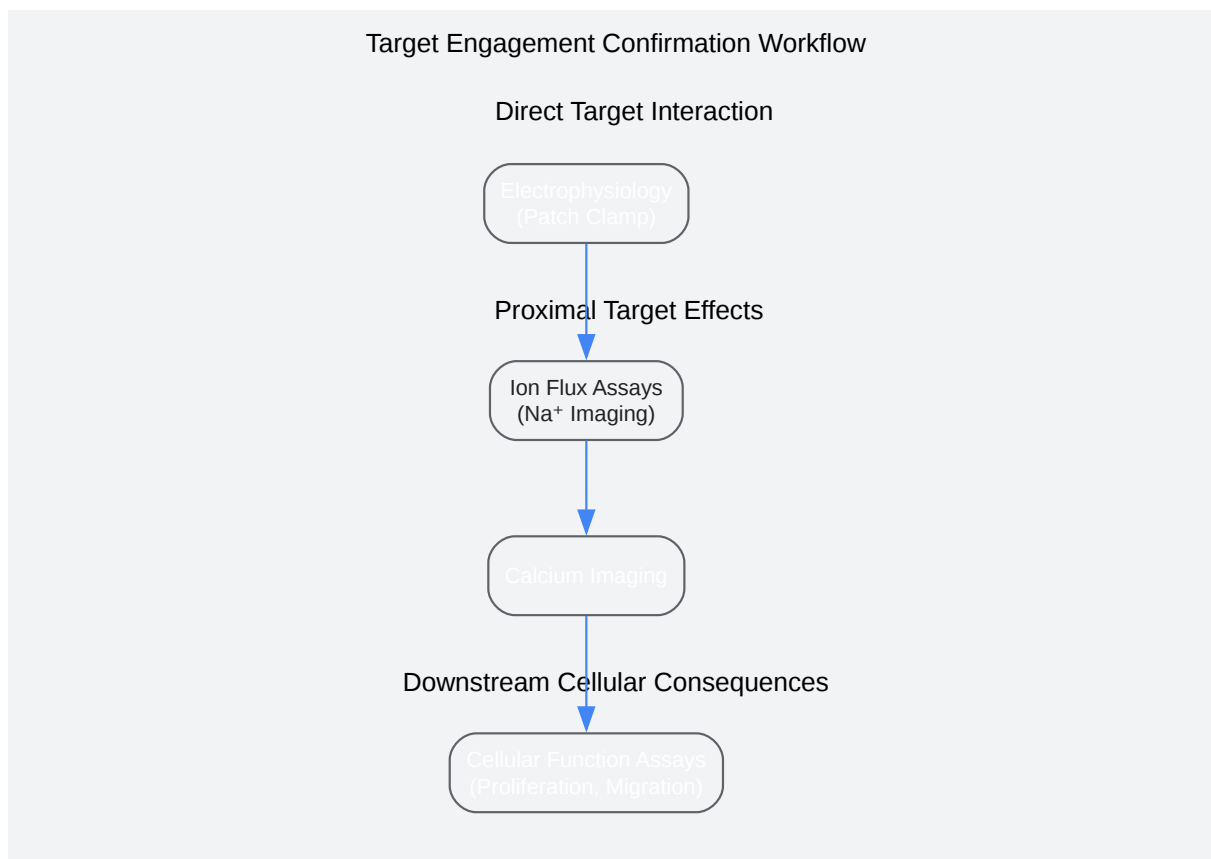 Target Engagement Confirmation Workflow
Direct Target Interaction
Electrophysiology
(Patch Clamp)
Proximal Target Effects
Ion Flux Assays
(Na⁺ Imaging)
Calcium Imaging
Downstream Cellular Consequences
Cellular Function Assays
(Proliferation, Migration)